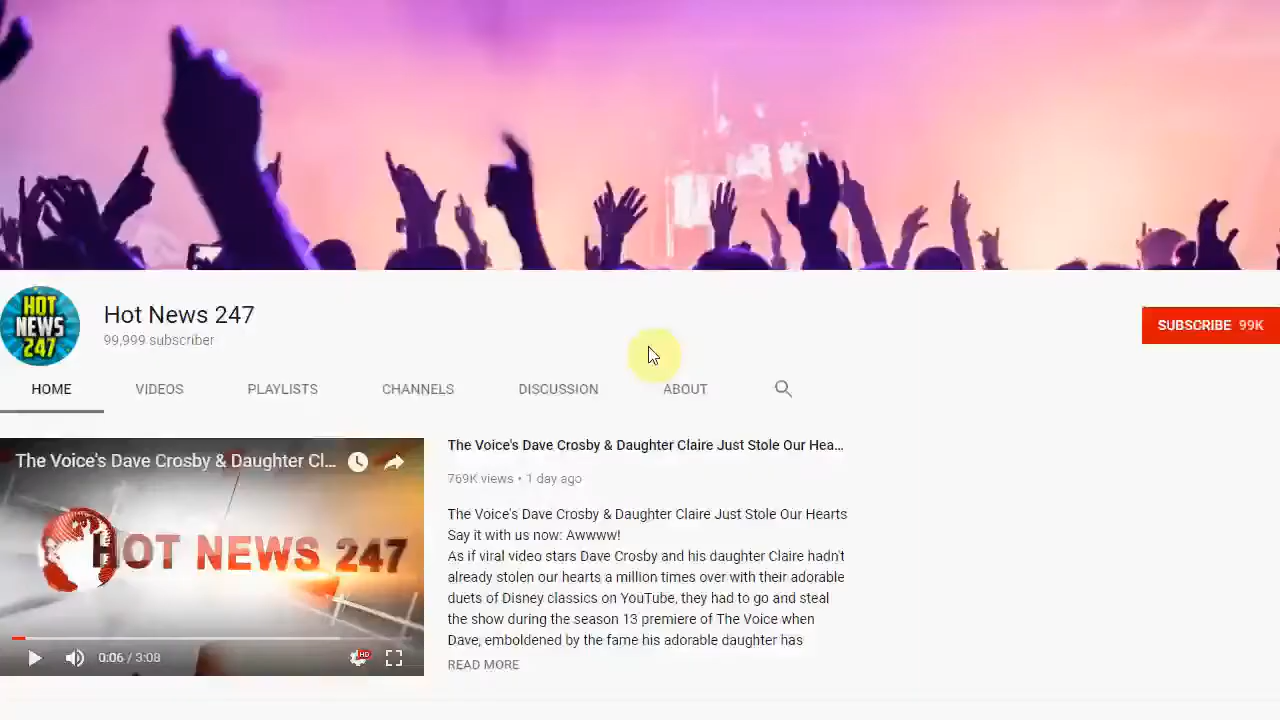 HOT
NEWS
247
Hot News 247
99,999 subscriber
SUBSCRIBE 99K
HOME VIDEOS PLAYLISTS CHANNELS DISCUSSION ABOUT
The Voice's Dave Crosby & Daughter Cl...
HOT NEWS 247
0:06 / 3:08
HD
The Voice's Dave Crosby & Daughter Claire Just Stole Our Hea...
769K views • 1 day ago
The Voice's Dave Crosby & Daughter Claire Just Stole Our Hearts
Say it with us now: Awwww!
As if viral video stars Dave Crosby and his daughter Claire hadn't
already stolen our hearts a million times over with their adorable
duets of Disney classics on YouTube, they had to go and steal
the show during the season 13 premiere of The Voice when
Dave, emboldened by the fame his adorable daughter has
READ MORE